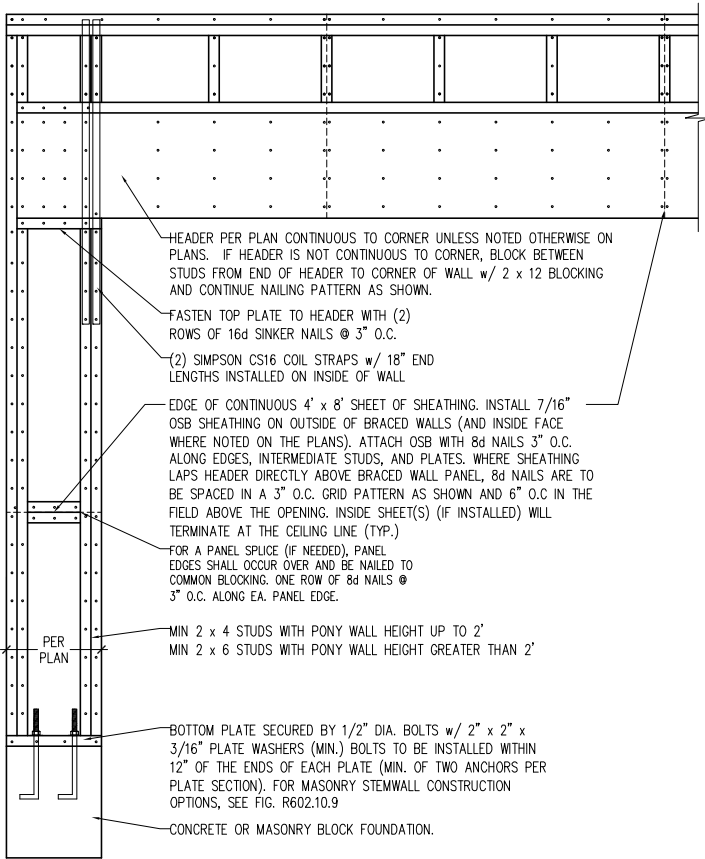 HEADER PER PLAN CONTINUOUS TO CORNER UNLESS NOTED OTHERWISE ON
PLANS. IF HEADER IS NOT CONTINUOUS TO CORNER, BLOCK BETWEEN
STUDS FROM END OF HEADER TO CORNER OF WALL w/ 2 x 12 BLOCKING
AND CONTINUE NAILING PATTERN AS SHOWN.
FASTEN TOP PLATE TO HEADER WITH (2)
ROWS OF 16d SINKER NAILS @ 3" O.C.
(2) SIMPSON CS16 COIL STRAPS w/ 18" END
LENGTHS INSTALLED ON INSIDE OF WALL
EDGE OF CONTINUOUS 4' x 8' SHEET OF SHEATHING. INSTALL 7/16"
OSB SHEATHING ON OUTSIDE OF BRACED WALLS (AND INSIDE FACE
WHERE NOTED ON THE PLANS). ATTACH OSB WITH 8d NAILS 3" O.C.
ALONG EDGES, INTERMEDIATE STUDS, AND PLATES. WHERE SHEATHING
LAPS HEADER DIRECTLY ABOVE BRACED WALL PANEL, 8d NAILS ARE TO
BE SPACED IN A 3" O.C. GRID PATTERN AS SHOWN AND 6" O.C IN THE
FIELD ABOVE THE OPENING. INSIDE SHEET(S) (IF INSTALLED) WILL
TERMINATE AT THE CEILING LINE (TYP.)
FOR A PANEL SPLICE (IF NEEDED), PANEL
EDGES SHALL OCCUR OVER AND BE NAILED TO
COMMON BLOCKING. ONE ROW OF 8d NAILS @
3" O.C. ALONG EA. PANEL EDGE.
PER
PLAN
MIN 2 x 4 STUDS WITH PONY WALL HEIGHT UP TO 2'
MIN 2 x 6 STUDS WITH PONY WALL HEIGHT GREATER THAN 2'
BOTTOM PLATE SECURED BY 1/2" DIA. BOLTS w/ 2" x 2" x
3/16" PLATE WASHERS (MIN.) BOLTS TO BE INSTALLED WITHIN
12" OF THE ENDS OF EACH PLATE (MIN. OF TWO ANCHORS PER
PLATE SECTION). FOR MASONRY STEMWALL CONSTRUCTION
OPTIONS, SEE FIG. R602.10.9
CONCRETE OR MASONRY BLOCK FOUNDATION.